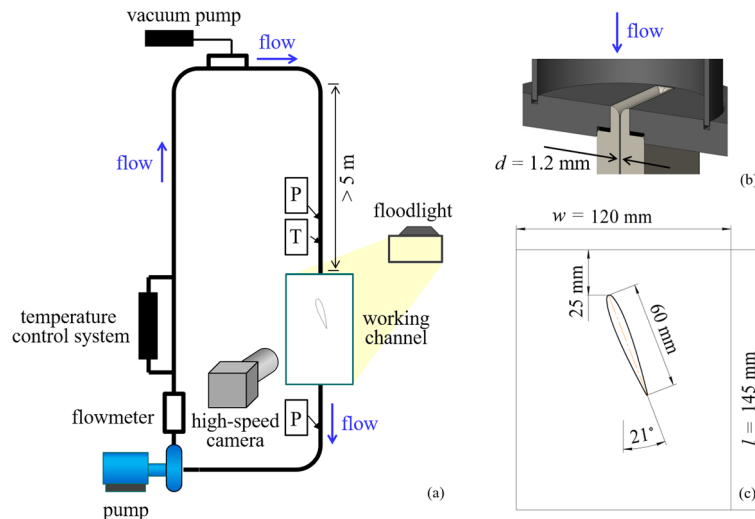 vacuum pump
flow
flow
> 5 m
P
T
floodlight
temperature
control system
working
channel
flowmeter
high-speed
camera
P
flow
pump
(a)
flow
d = 1.2 mm
(b)
w = 120 mm
25 mm
60 mm
21°
l = 145 mm
(c)